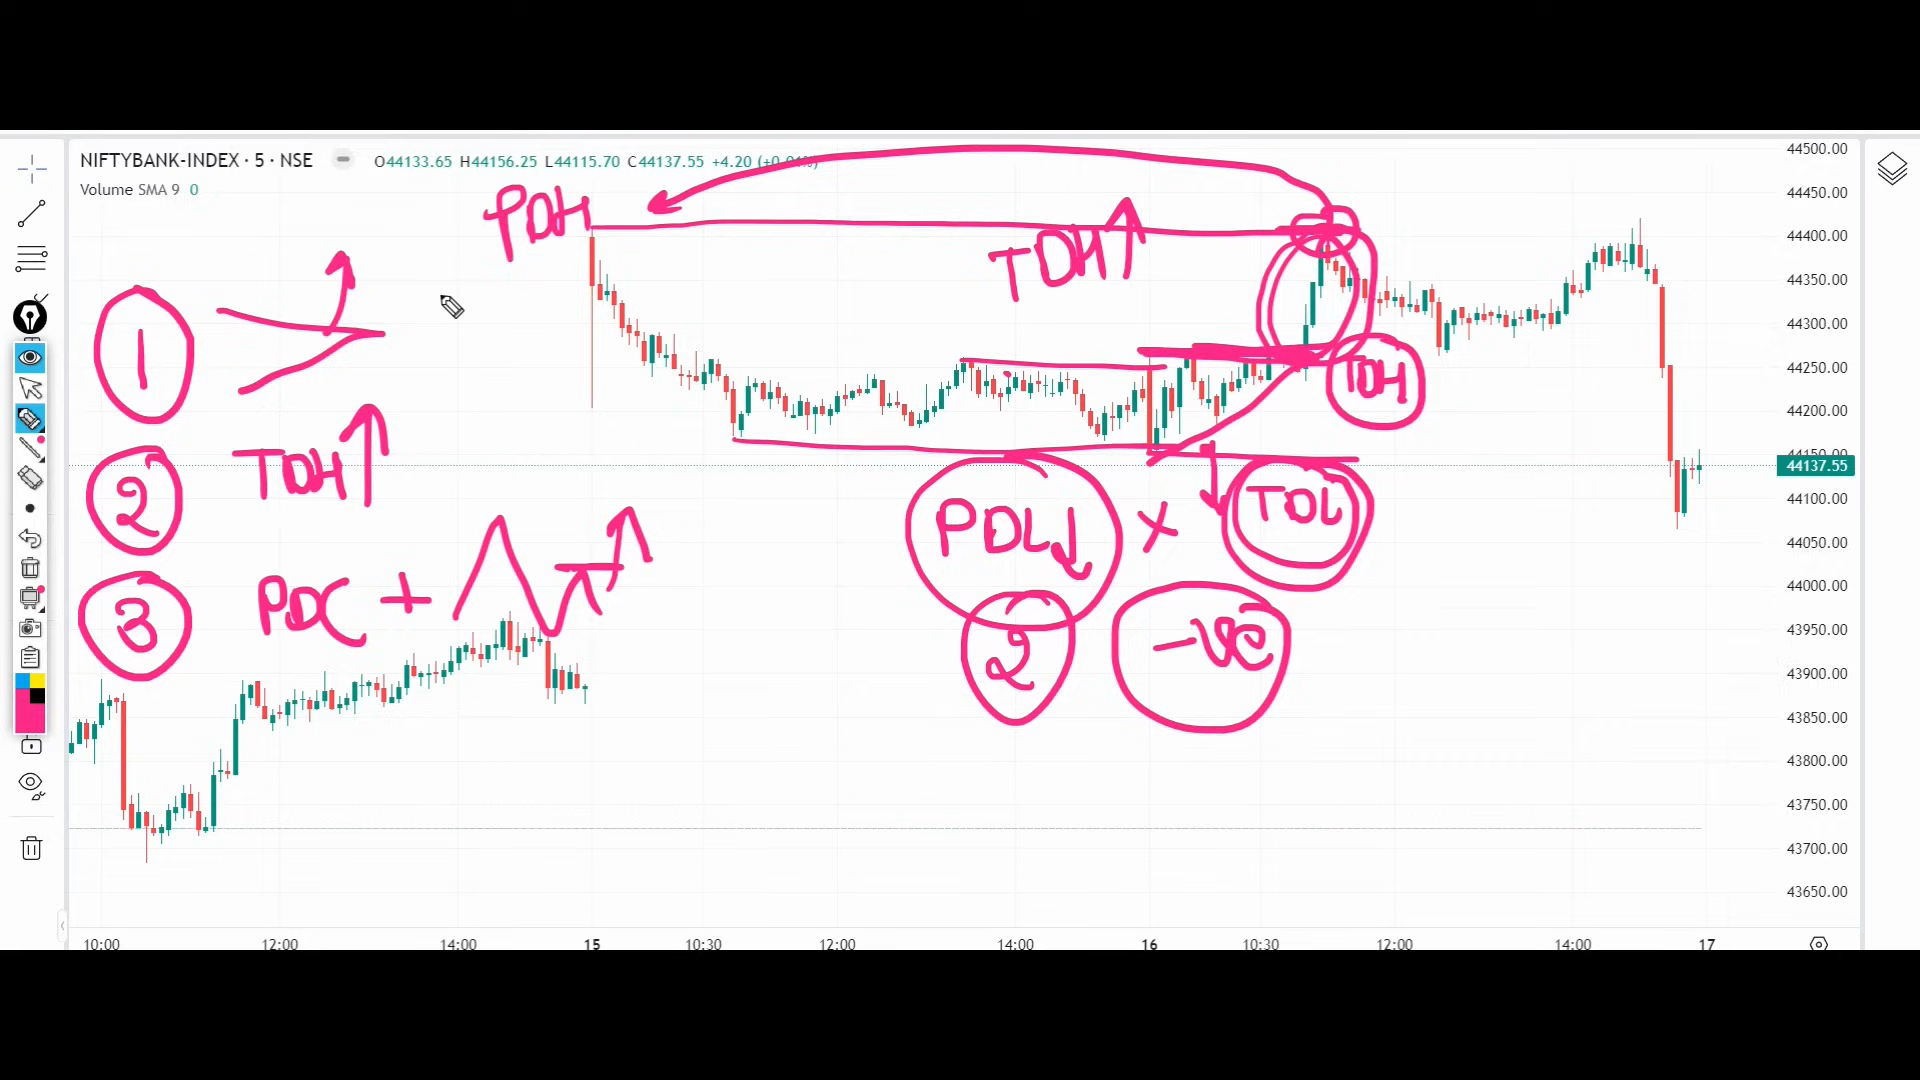 NIFTYBANK-INDEX · 5 · NSE O44133.65 H44156.25 L44115.70 C44137.55 +4.20
Volume SMA 9 0
PDH
TDH
1
TDH
TDH
2
PDL
X
TDL
3
PDC +
2
-ve
44500.00
44450.00
44400.00
44350.00
44300.00
44250.00
44200.00
44150.00
44137.55
44100.00
44050.00
44000.00
43950.00
43900.00
43850.00
43800.00
43750.00
43700.00
43650.00
10:00 12:00 14:00 15 10:30 12:00 14:00 16 10:30 12:00 14:00 17